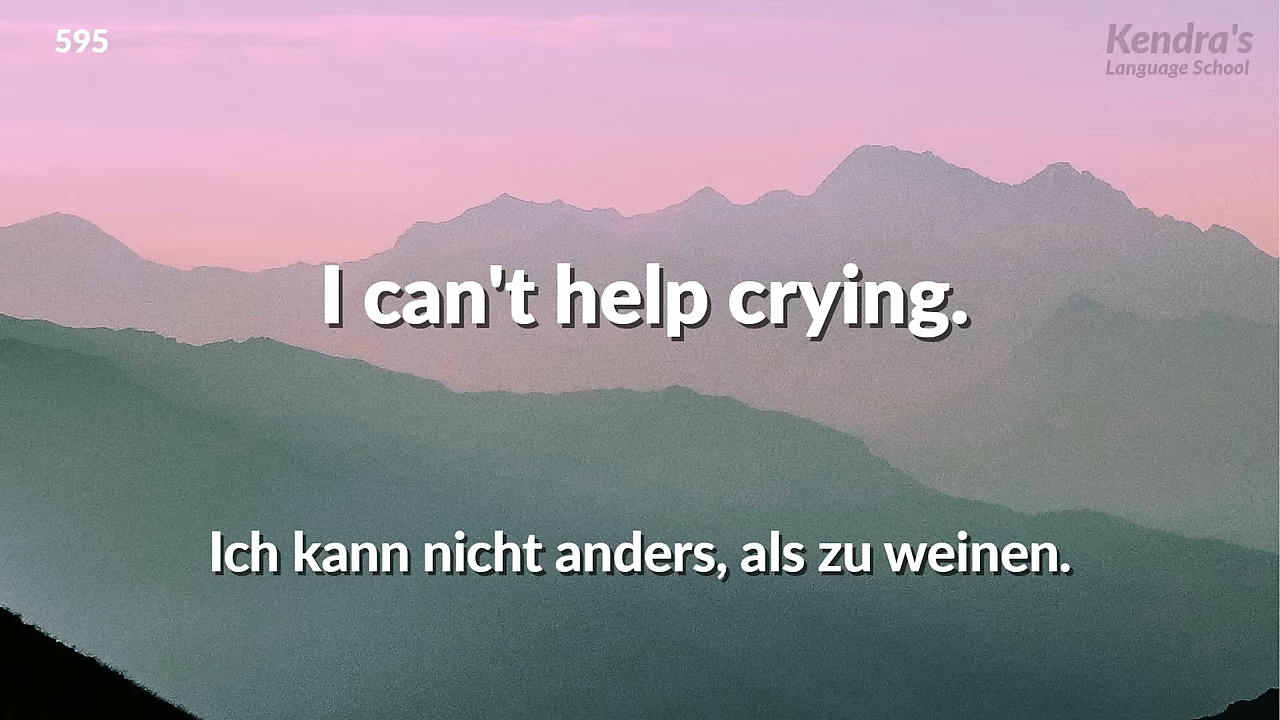 595
Kendra's
Language School
I can't help crying.
Ich kann nicht anders, als zu weinen.